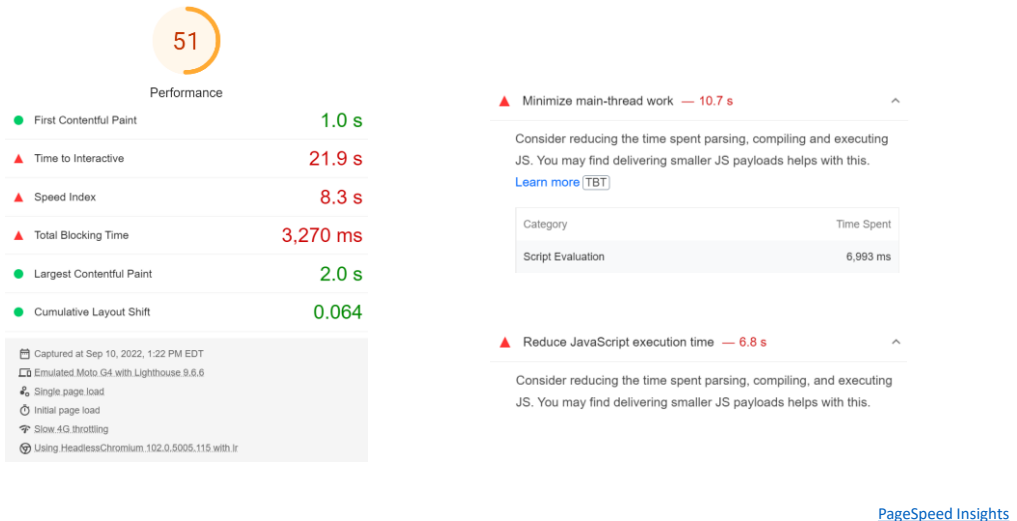 51
Performance
First Contentful Paint 1.0 s
Time to Interactive 21.9 s
Speed Index 8.3 s
Total Blocking Time 3,270 ms
Largest Contentful Paint 2.0 s
Cumulative Layout Shift 0.064
Captured at Sep 10, 2022, 1:22 PM EDT
Emulated Moto G4 with Lighthouse 9.6.6
Single page load
Initial page load
Slow 4G throttling
Using HeadlessChromium 102.0.5005.115 with lr
Minimize main-thread work — 10.7 s
Consider reducing the time spent parsing, compiling and executing
JS. You may find delivering smaller JS payloads helps with this.
Learn more TBT
Category Time Spent
Script Evaluation 6,993 ms
Reduce JavaScript execution time — 6.8 s
Consider reducing the time spent parsing, compiling, and executing
JS. You may find delivering smaller JS payloads helps with this.
PageSpeed Insights